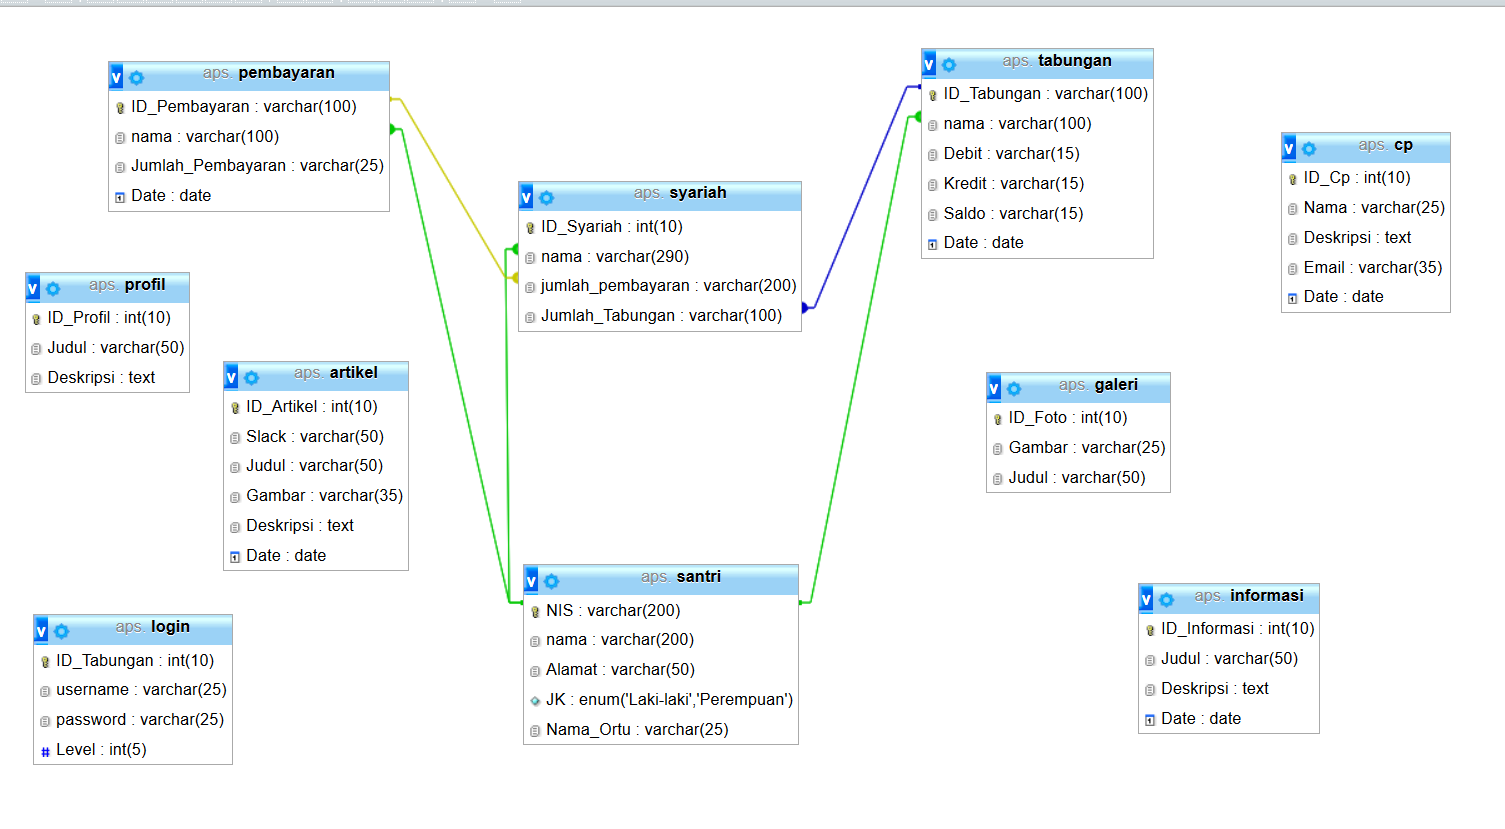 aps. pembayaran
ID_Pembayaran : varchar(100)
nama : varchar(100)
Jumlah_Pembayaran : varchar(25)
Date : date
aps. tabungan
ID_Tabungan : varchar(100)
nama : varchar(100)
Debit : varchar(15)
Kredit : varchar(15)
Saldo : varchar(15)
Date : date
aps. cp
ID_Cp : int(10)
Nama : varchar(25)
Deskripsi : text
Email : varchar(35)
Date : date
aps. syariah
ID_Syariah : int(10)
nama : varchar(290)
jumlah_pembayaran : varchar(200)
Jumlah_Tabungan : varchar(100)
aps. profil
ID_Profil : int(10)
Judul : varchar(50)
Deskripsi : text
aps. artikel
ID_Artikel : int(10)
Slack : varchar(50)
Judul : varchar(50)
Gambar : varchar(35)
Deskripsi : text
Date : date
aps. galeri
ID_Foto : int(10)
Gambar : varchar(25)
Judul : varchar(50)
aps. santri
NIS : varchar(200)
nama : varchar(200)
Alamat : varchar(50)
JK : enum('Laki-laki','Perempuan')
Nama_Ortu : varchar(25)
aps. informasi
ID_Informasi : int(10)
Judul : varchar(50)
Deskripsi : text
Date : date
aps. login
ID_Tabungan : int(10)
username : varchar(25)
password : varchar(25)
Level : int(5)